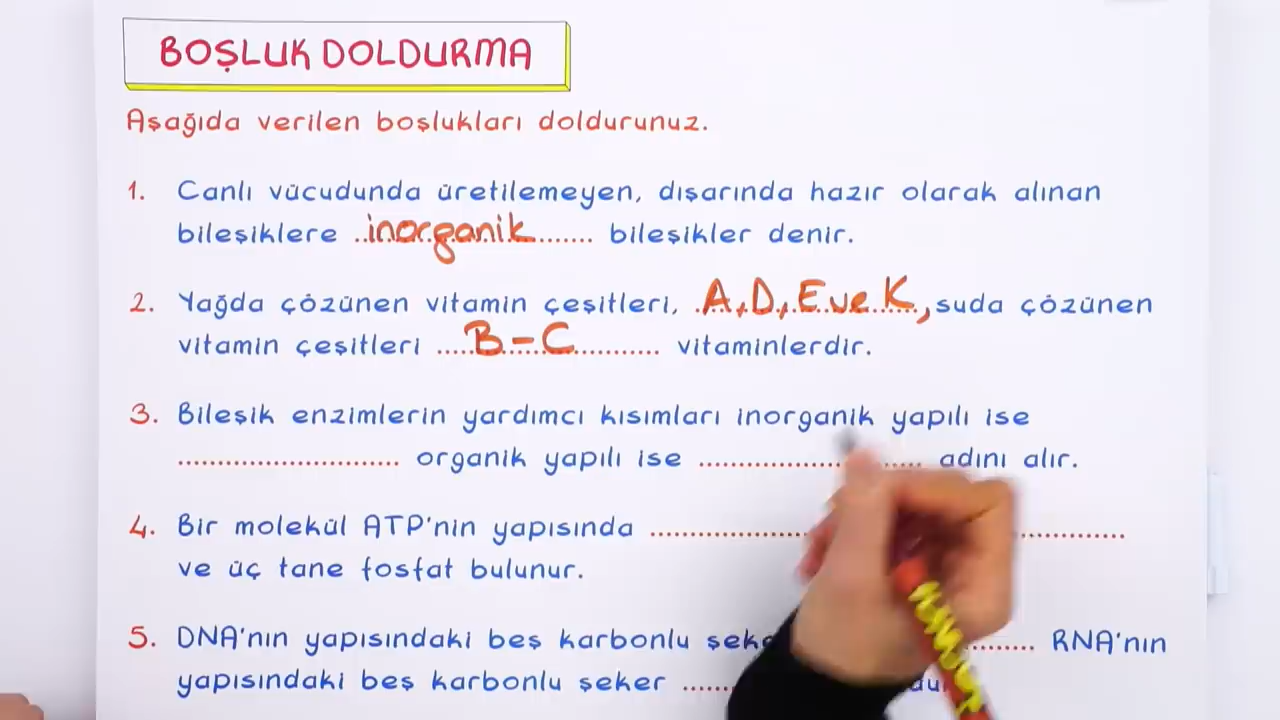 BOŞLUK DOLDURMA
Aşağıda verilen boşlukları doldurunuz.
1. Canlı vücudunda üretilemeyen, dışarında hazır olarak alınan
bileşiklere ..inorganik....... bileşikler denir.
2. Yağda çözünen vitamin çeşitleri, A, D, E ve K, suda çözünen
vitamin çeşitleri .....B-C........... vitaminlerdir.
3. Bileşik enzimlerin yardımcı kısımları inorganik yapılı ise
.......................... organik yapılı ise .......................... adını alır.
4. Bir molekül ATP'nin yapısında ..........................
ve üç tane fosfat bulunur.
5. DNA'nın yapısındaki beş karbonlu ........ RNA'nın
yapısındaki beş karbonlu şeker .....